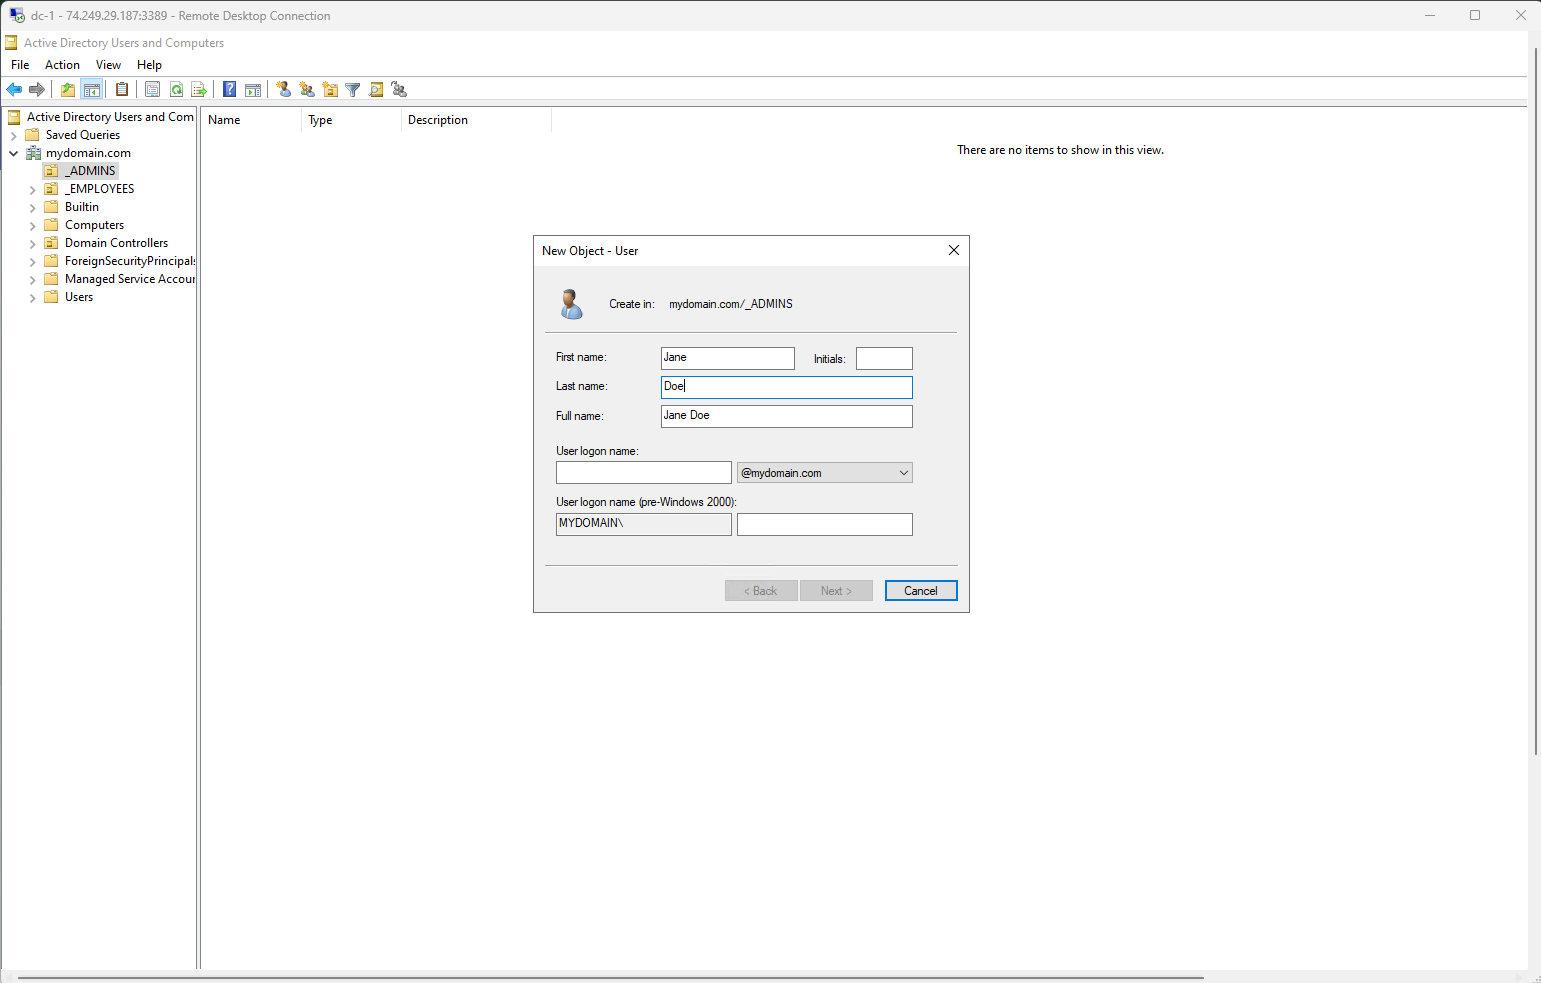 dc-1 - 74.249.29.187:3389 - Remote Desktop Connection
Active Directory Users and Computers
File Action View Help
Active Directory Users and Com
Saved Queries
mydomain.com
_ADMINS
_EMPLOYEES
Builtin
Computers
Domain Controllers
ForeignSecurityPrincipals
Managed Service Accour
Users
Name Type Description
There are no items to show in this view.
New Object - User
Create in: mydomain.com/_ADMINS
First name: Jane Initials:
Last name: Doe
Full name: Jane Doe
User logon name:
@mydomain.com
User logon name (pre-Windows 2000):
MYDOMAIN\
< Back Next > Cancel